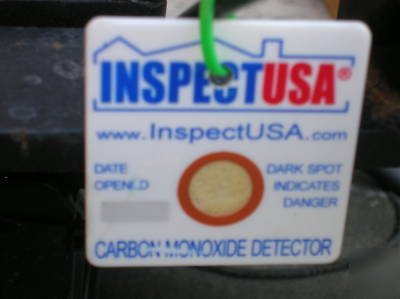 INSPECTUSA®
www.InspectUSA.com
DATE
OPENED
DARK SPOT
INDICATES
DANGER
CARBON MONOXIDE DETECTOR